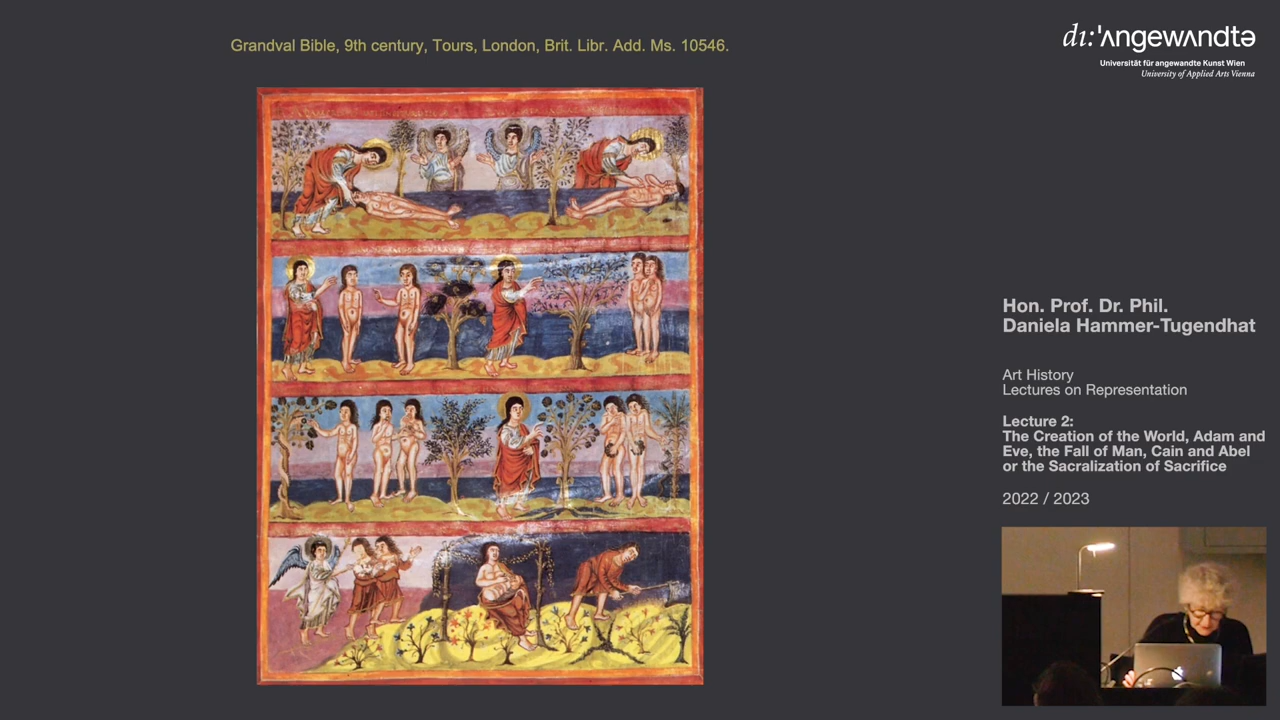 Grandval Bible, 9th century, Tours, London, Brit. Libr. Add. Ms. 10546.
dı:'ʌngewʌndtə
Universität für angewandte Kunst Wien
University of Applied Arts Vienna
Hon. Prof. Dr. Phil.
Daniela Hammer-Tugendhat
Art History
Lectures on Representation
Lecture 2:
The Creation of the World, Adam and
Eve, the Fall of Man, Cain and Abel
or the Sacralization of Sacrifice
2022 / 2023